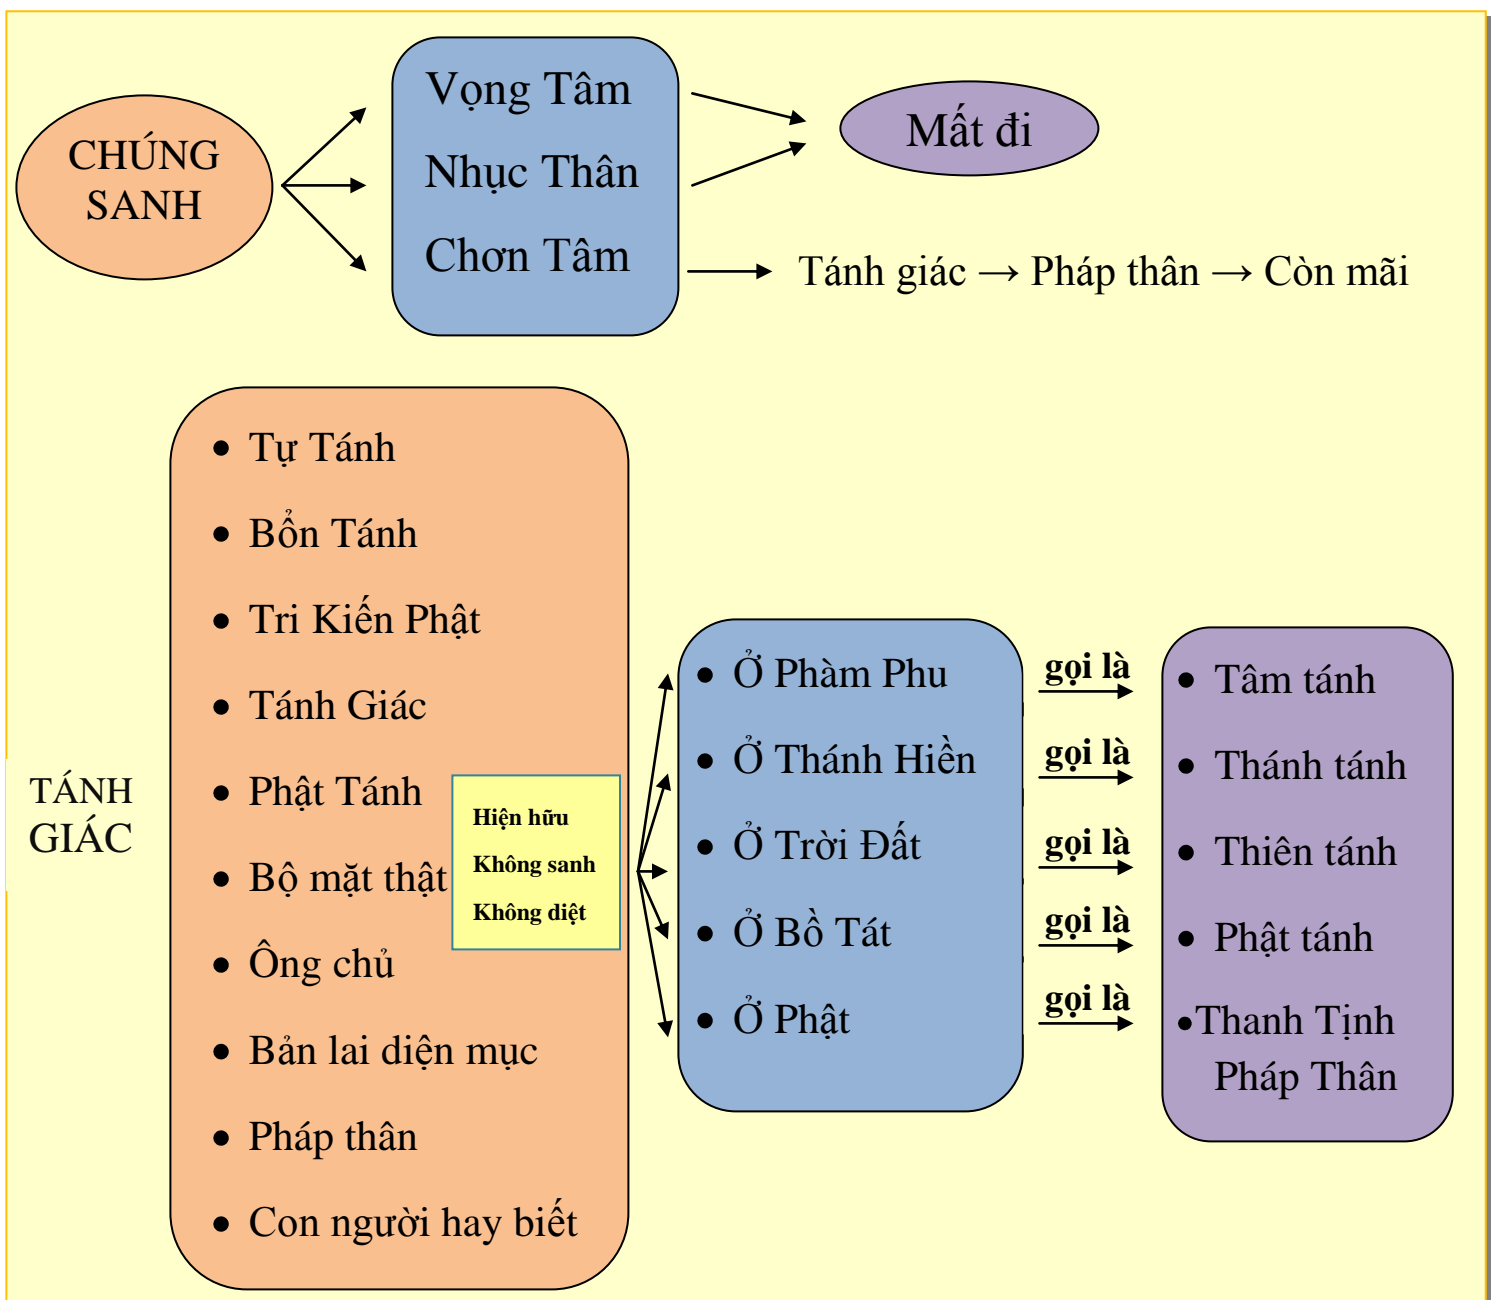 CHÚNG
SANH
Vọng Tâm
Nhục Thân
Chơn Tâm
Mất đi
Tánh giác → Pháp thân → Còn mãi
TÁNH
GIÁC
• Tự Tánh
• Bổn Tánh
• Tri Kiến Phật
• Tánh Giác
• Phật Tánh
• Bộ mặt thật
• Ông chủ
• Bản lai diện mục
• Pháp thân
• Con người hay biết
Hiện hữu
Không sanh
Không diệt
• Ở Phàm Phu
• Ở Thánh Hiền
• Ở Trời Đất
• Ở Bồ Tát
• Ở Phật
gọi là
gọi là
gọi là
gọi là
gọi là
• Tâm tánh
• Thánh tánh
• Thiên tánh
• Phật tánh
•Thanh Tịnh
Pháp Thân